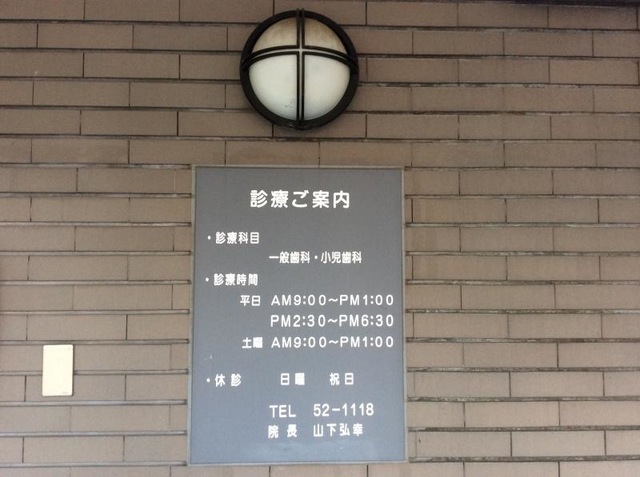 診療ご案内
・診療科目
一般歯科・小児歯科
・診療時間
平日 AM9:00〜PM1:00
PM2:30〜PM6:30
土曜 AM9:00〜PM1:00
・休診 日曜 祝日
TEL 52-1118
院長 山下弘幸